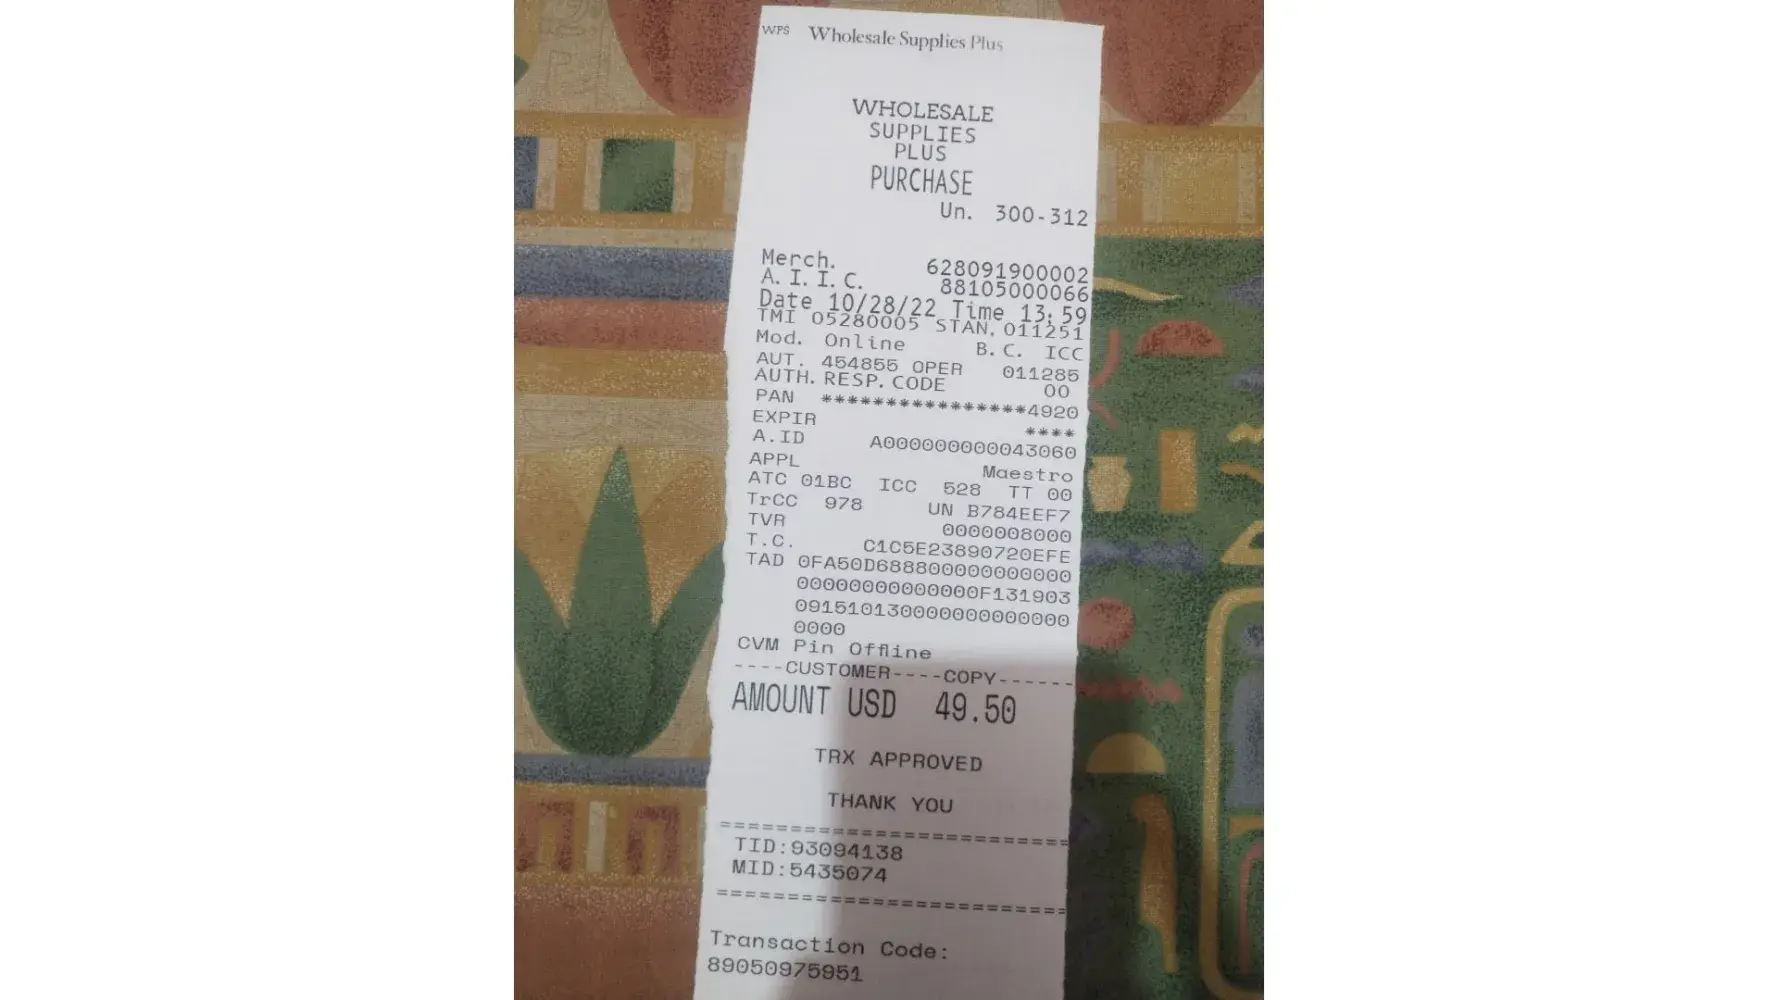 WPS Wholesale Supplies Plus
WHOLESALE
SUPPLIES
PLUS
PURCHASE
Un. 300-312
Merch. 628091900002
A.I.I.C. 88105000066
Date 10/28/22 Time 13:59
TMI 05280005 STAN. 011251
Mod. Online B.C. ICC
AUT. 454855 OPER 011285
AUTH. RESP. CODE 00
PAN ****************4920
EXPIR ****
A.ID A0000000000043060
APPL Maestro
ATC 01BC ICC 528 TT 00
TrCC 978 UN B784EEF7
TVR 0000008000
T.C. C1C5E23890720EFE
TAD 0FA50D688800000000000
00000000000000F131903
091510130000000000000
0000
CVM Pin Offline
----CUSTOMER----COPY------
AMOUNT USD 49.50
TRX APPROVED
THANK YOU
==========================
TID:93094138
MID:5435074
==========================
Transaction Code:
89050975951